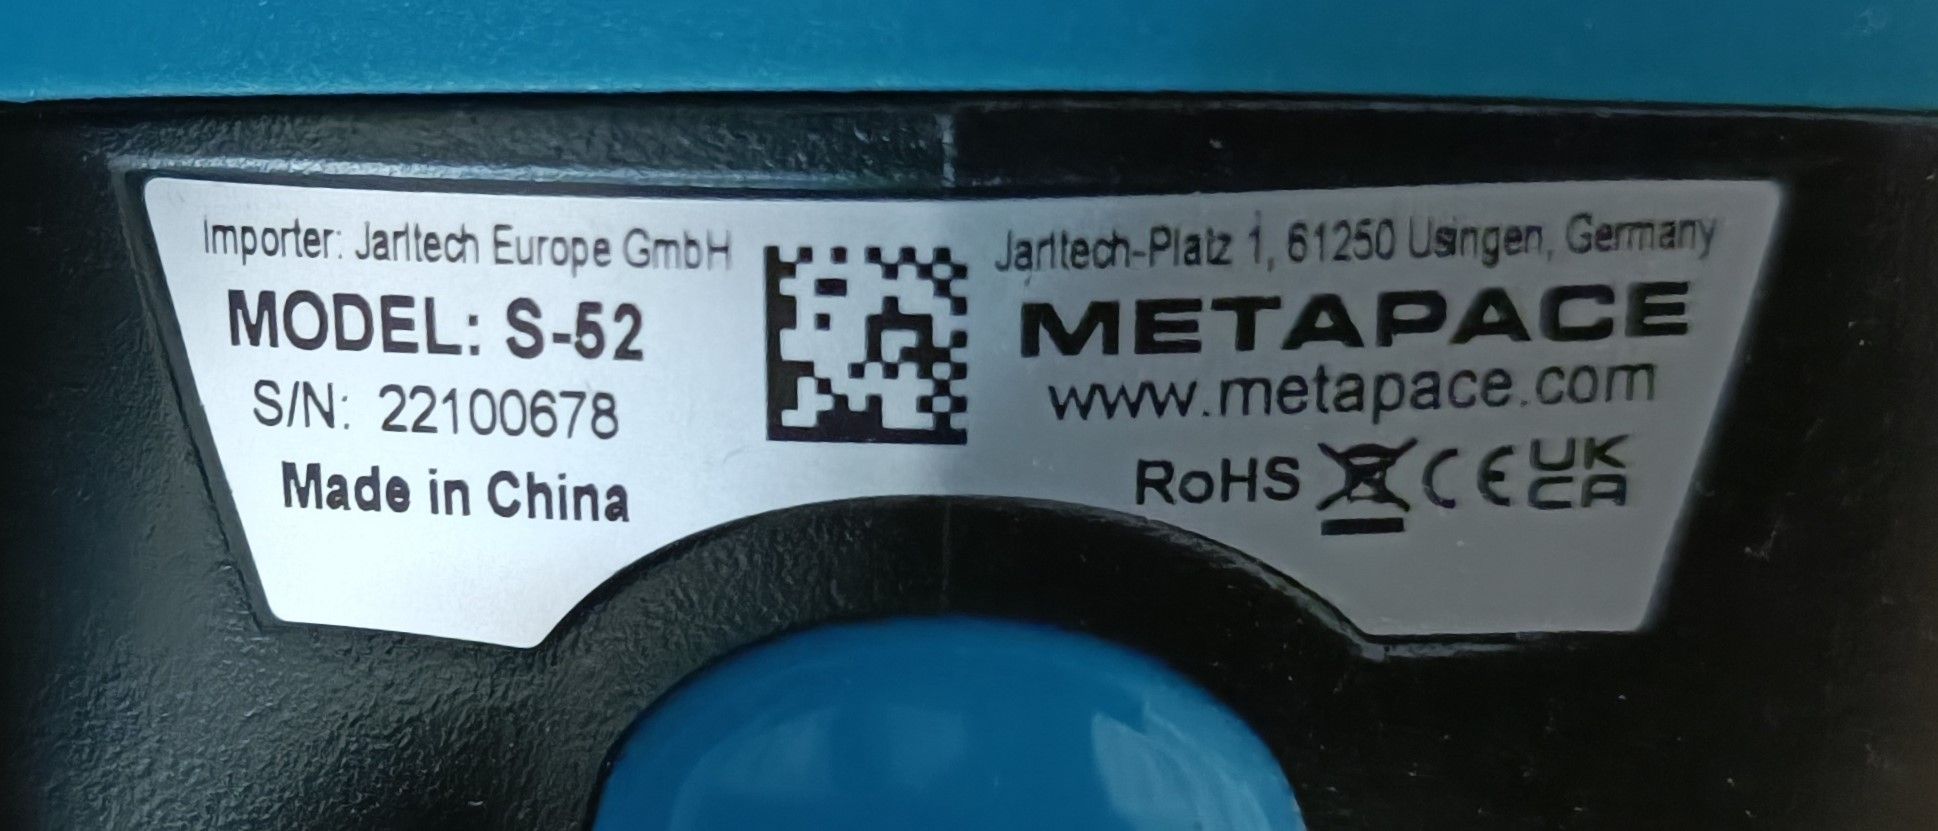 Importer: Jarltech Europe GmbH
MODEL: S-52
S/N: 22100678
Made in China
Jarltech-Platz 1, 61250 Usingen, Germany
METAPACE
www.metapace.com
RoHS CE UK CA